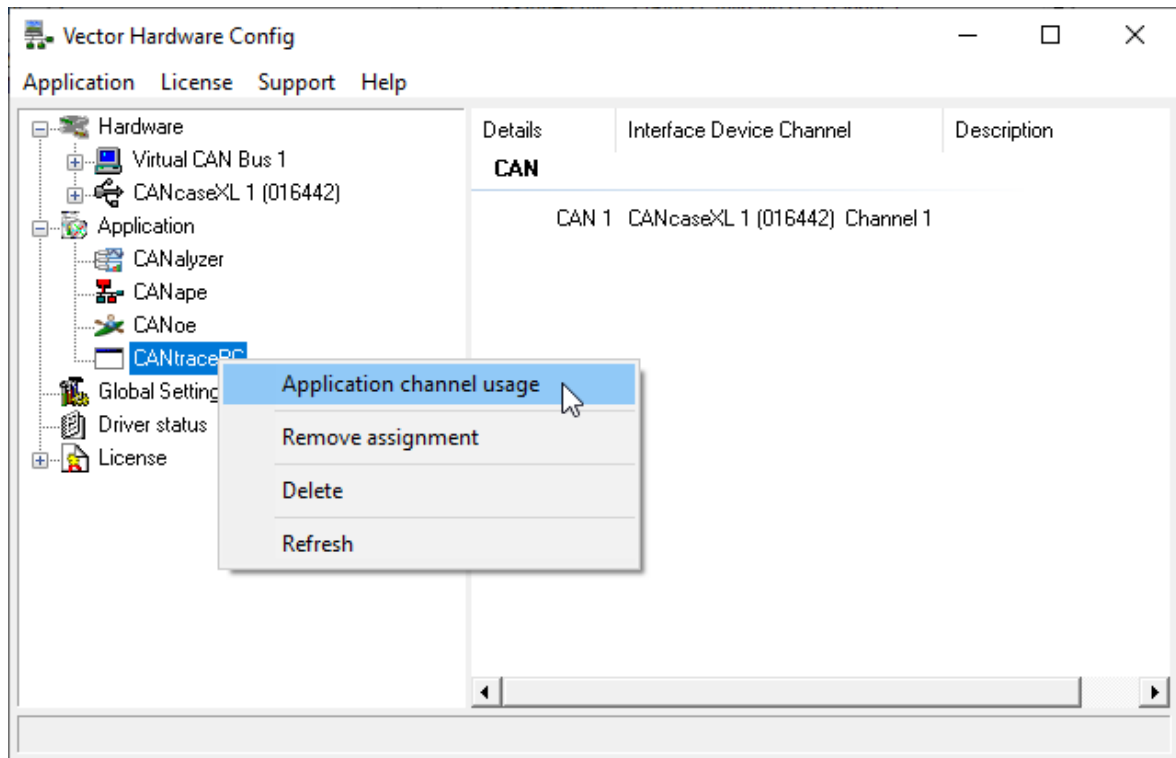 Vector Hardware Config
Application License Support Help
Hardware
Virtual CAN Bus 1
CANcaseXL 1 (016442)
Application
CANalyzer
CANape
CANoe
CANtracePC
Global Setting
Driver status
License
Details Interface Device Channel Description
CAN
CAN 1 CANcaseXL 1 (016442) Channel 1
Application channel usage
Remove assignment
Delete
Refresh